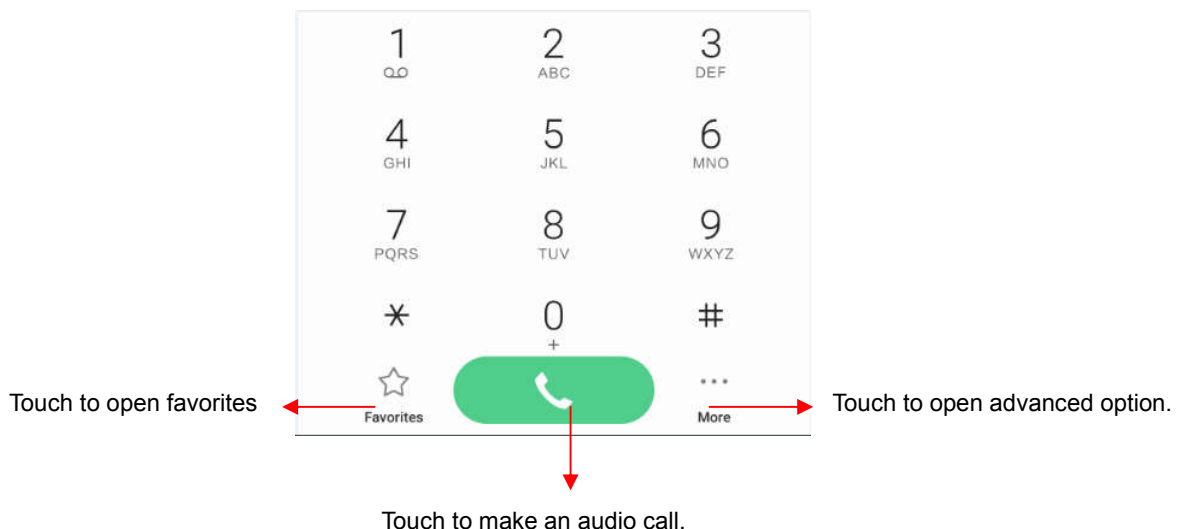 1 2 3
ABC DEF
4 5 6
GHI JKL MNO
7 8 9
PQRS TUV WXYZ
* 0 #
+
Touch to open favorites Favorites More Touch to open advanced option.
Touch to make an audio call.